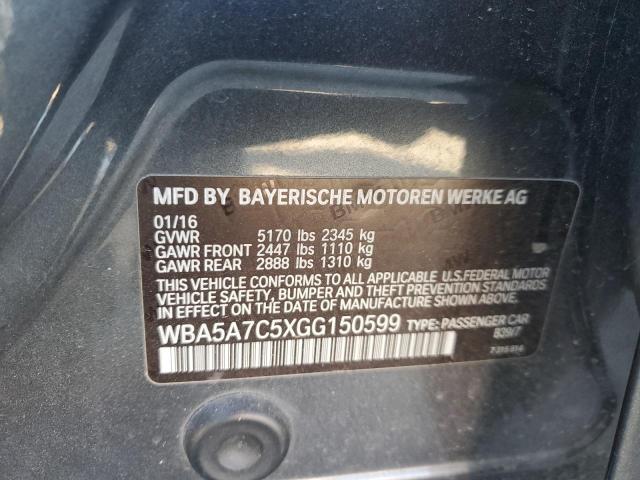 MFD BY BAYERISCHE MOTOREN WERKE AG
01/16
GVWR 5170 lbs 2345 kg
GAWR FRONT 2447 lbs 1110 kg
GAWR REAR 2888 lbs 1310 kg
THIS VEHICLE CONFORMS TO ALL APPLICABLE U.S.FEDERAL MOTOR
VEHICLE SAFETY, BUMPER AND THEFT PREVENTION STANDARDS
IN EFFECT ON THE DATE OF MANUFACTURE SHOWN ABOVE.
WBA5A7C5XGG150599 TYPE: PASSENGER CAR